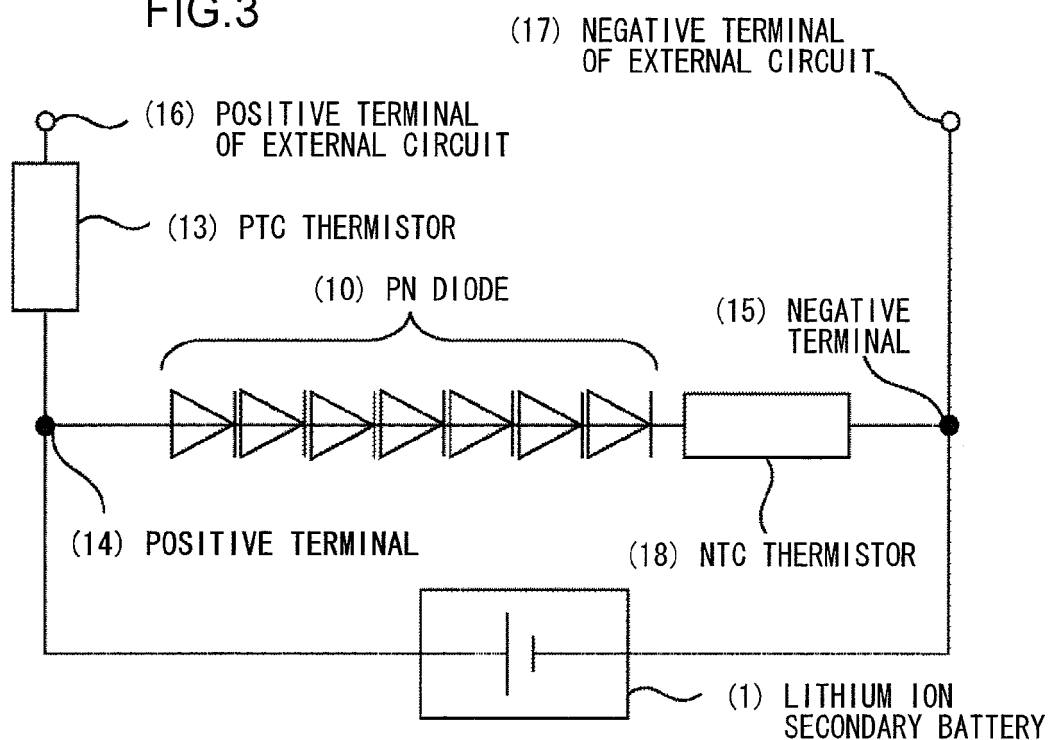 FIG.3
(17) NEGATIVE TERMINAL
OF EXTERNAL CIRCUIT
(16) POSITIVE TERMINAL
OF EXTERNAL CIRCUIT
(13) PTC THERMISTOR
(10) PN DIODE
(15) NEGATIVE
TERMINAL
(14) POSITIVE TERMINAL
(18) NTC THERMISTOR
(1) LITHIUM ION
SECONDARY BATTERY